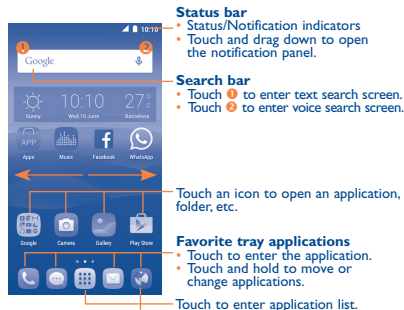 Status bar
• Status/Notification indicators
• Touch and drag down to open
the notification panel.
Search bar
• Touch ❶ to enter text search screen.
• Touch ❷ to enter voice search screen.
Touch an icon to open an application,
folder, etc.
Favorite tray applications
• Touch to enter the application.
• Touch and hold to move or
change applications.
Touch to enter application list.
10:10
❶ ❷
Google
10:10 27°
Sunny Wed,10 June Barcelona
APP
Apps Music Facebook WhatsApp
Google Camera Gallery Play Store